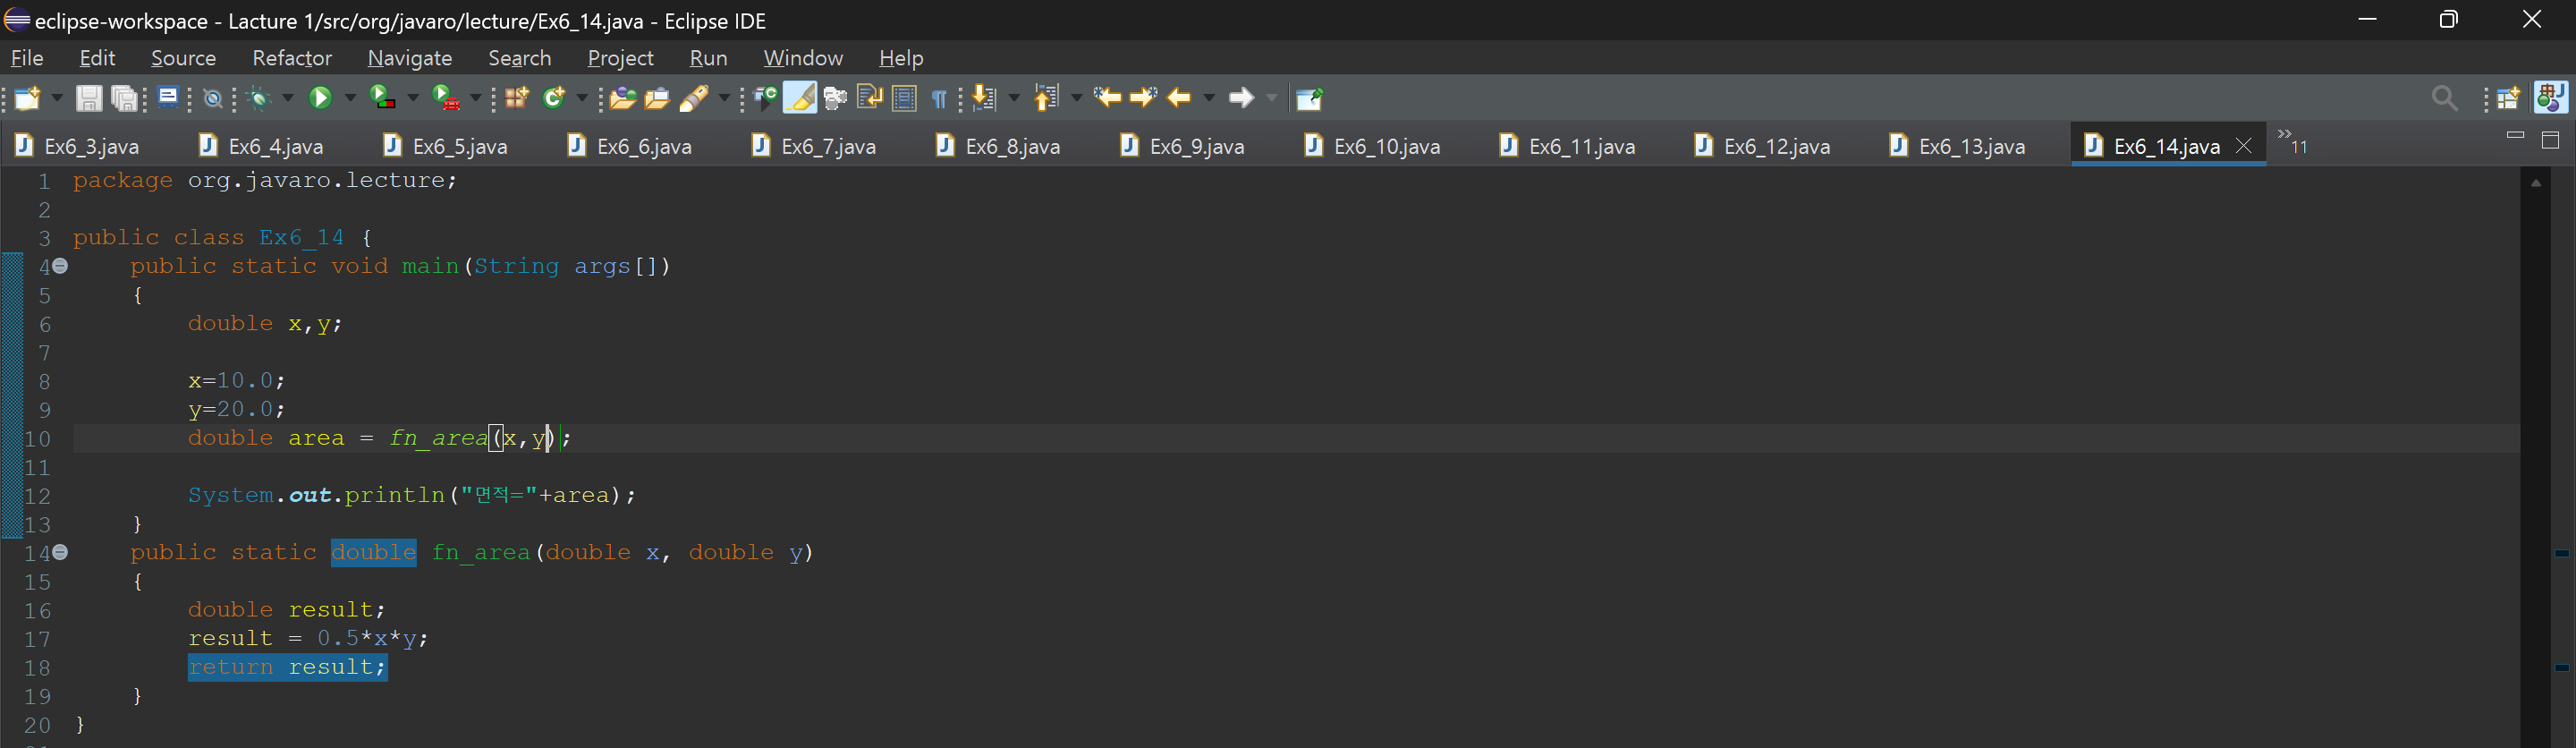 eclipse-workspace - Lacture 1/src/org/javaro/lecture/Ex6_14.java - Eclipse IDE
File Edit Source Refactor Navigate Search Project Run Window Help
Ex6_3.java Ex6_4.java Ex6_5.java Ex6_6.java Ex6_7.java Ex6_8.java Ex6_9.java Ex6_10.java Ex6_11.java Ex6_12.java Ex6_13.java Ex6_14.java »11
1 package org.javaro.lecture;
2
3 public class Ex6_14 {
4 public static void main(String args[])
5 {
6 double x,y;
7
8 x=10.0;
9 y=20.0;
10 double area = fn_area(x,y);
11
12 System.out.println("면적="+area);
13 }
14 public static double fn_area(double x, double y)
15 {
16 double result;
17 result = 0.5*x*y;
18 return result;
19 }
20 }